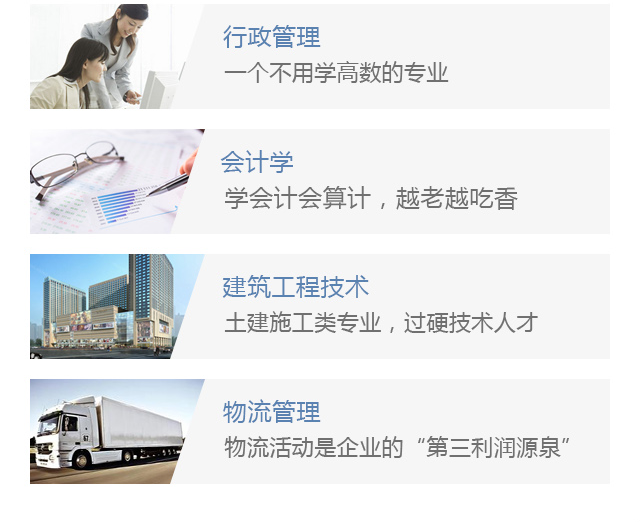 行政管理
一个不用学高数的专业
会计学
学会计会算计，越老越吃香
建筑工程技术
土建施工类专业，过硬技术人才
物流管理
物流活动是企业的“第三利润源泉”